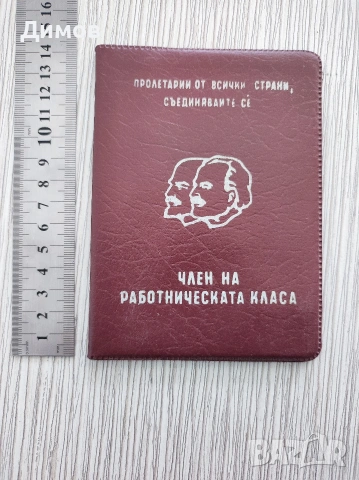 Димов
ПРОЛЕТАРИИ ОТ ВСИЧКИ СТРАНИ,
СЪЕДИНЯВАЙТЕ СЕ
ЧЛЕН НА
РАБОТНИЧЕСКАТА КЛАСА
1 2 3 4 5 6 7 8 9 10 11 12 13 14 15 16
BAZAR